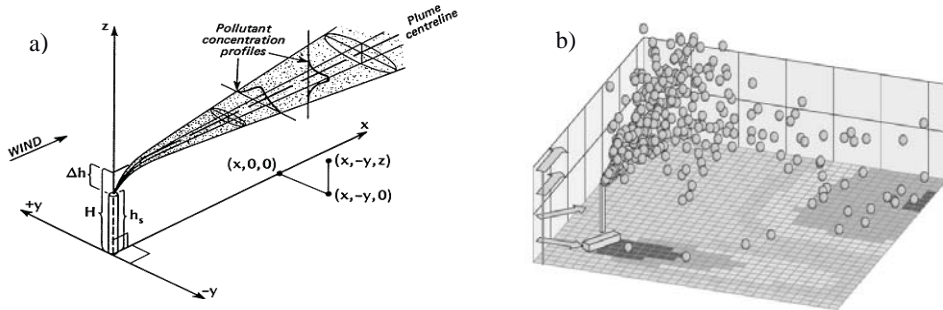 a)
z
Pollutant
concentration
profiles
Plume
centreline
WIND
x
(x,0,0)
(x,-y,z)
(x,-y,0)
Δh
+y
H
hs
-y
b)